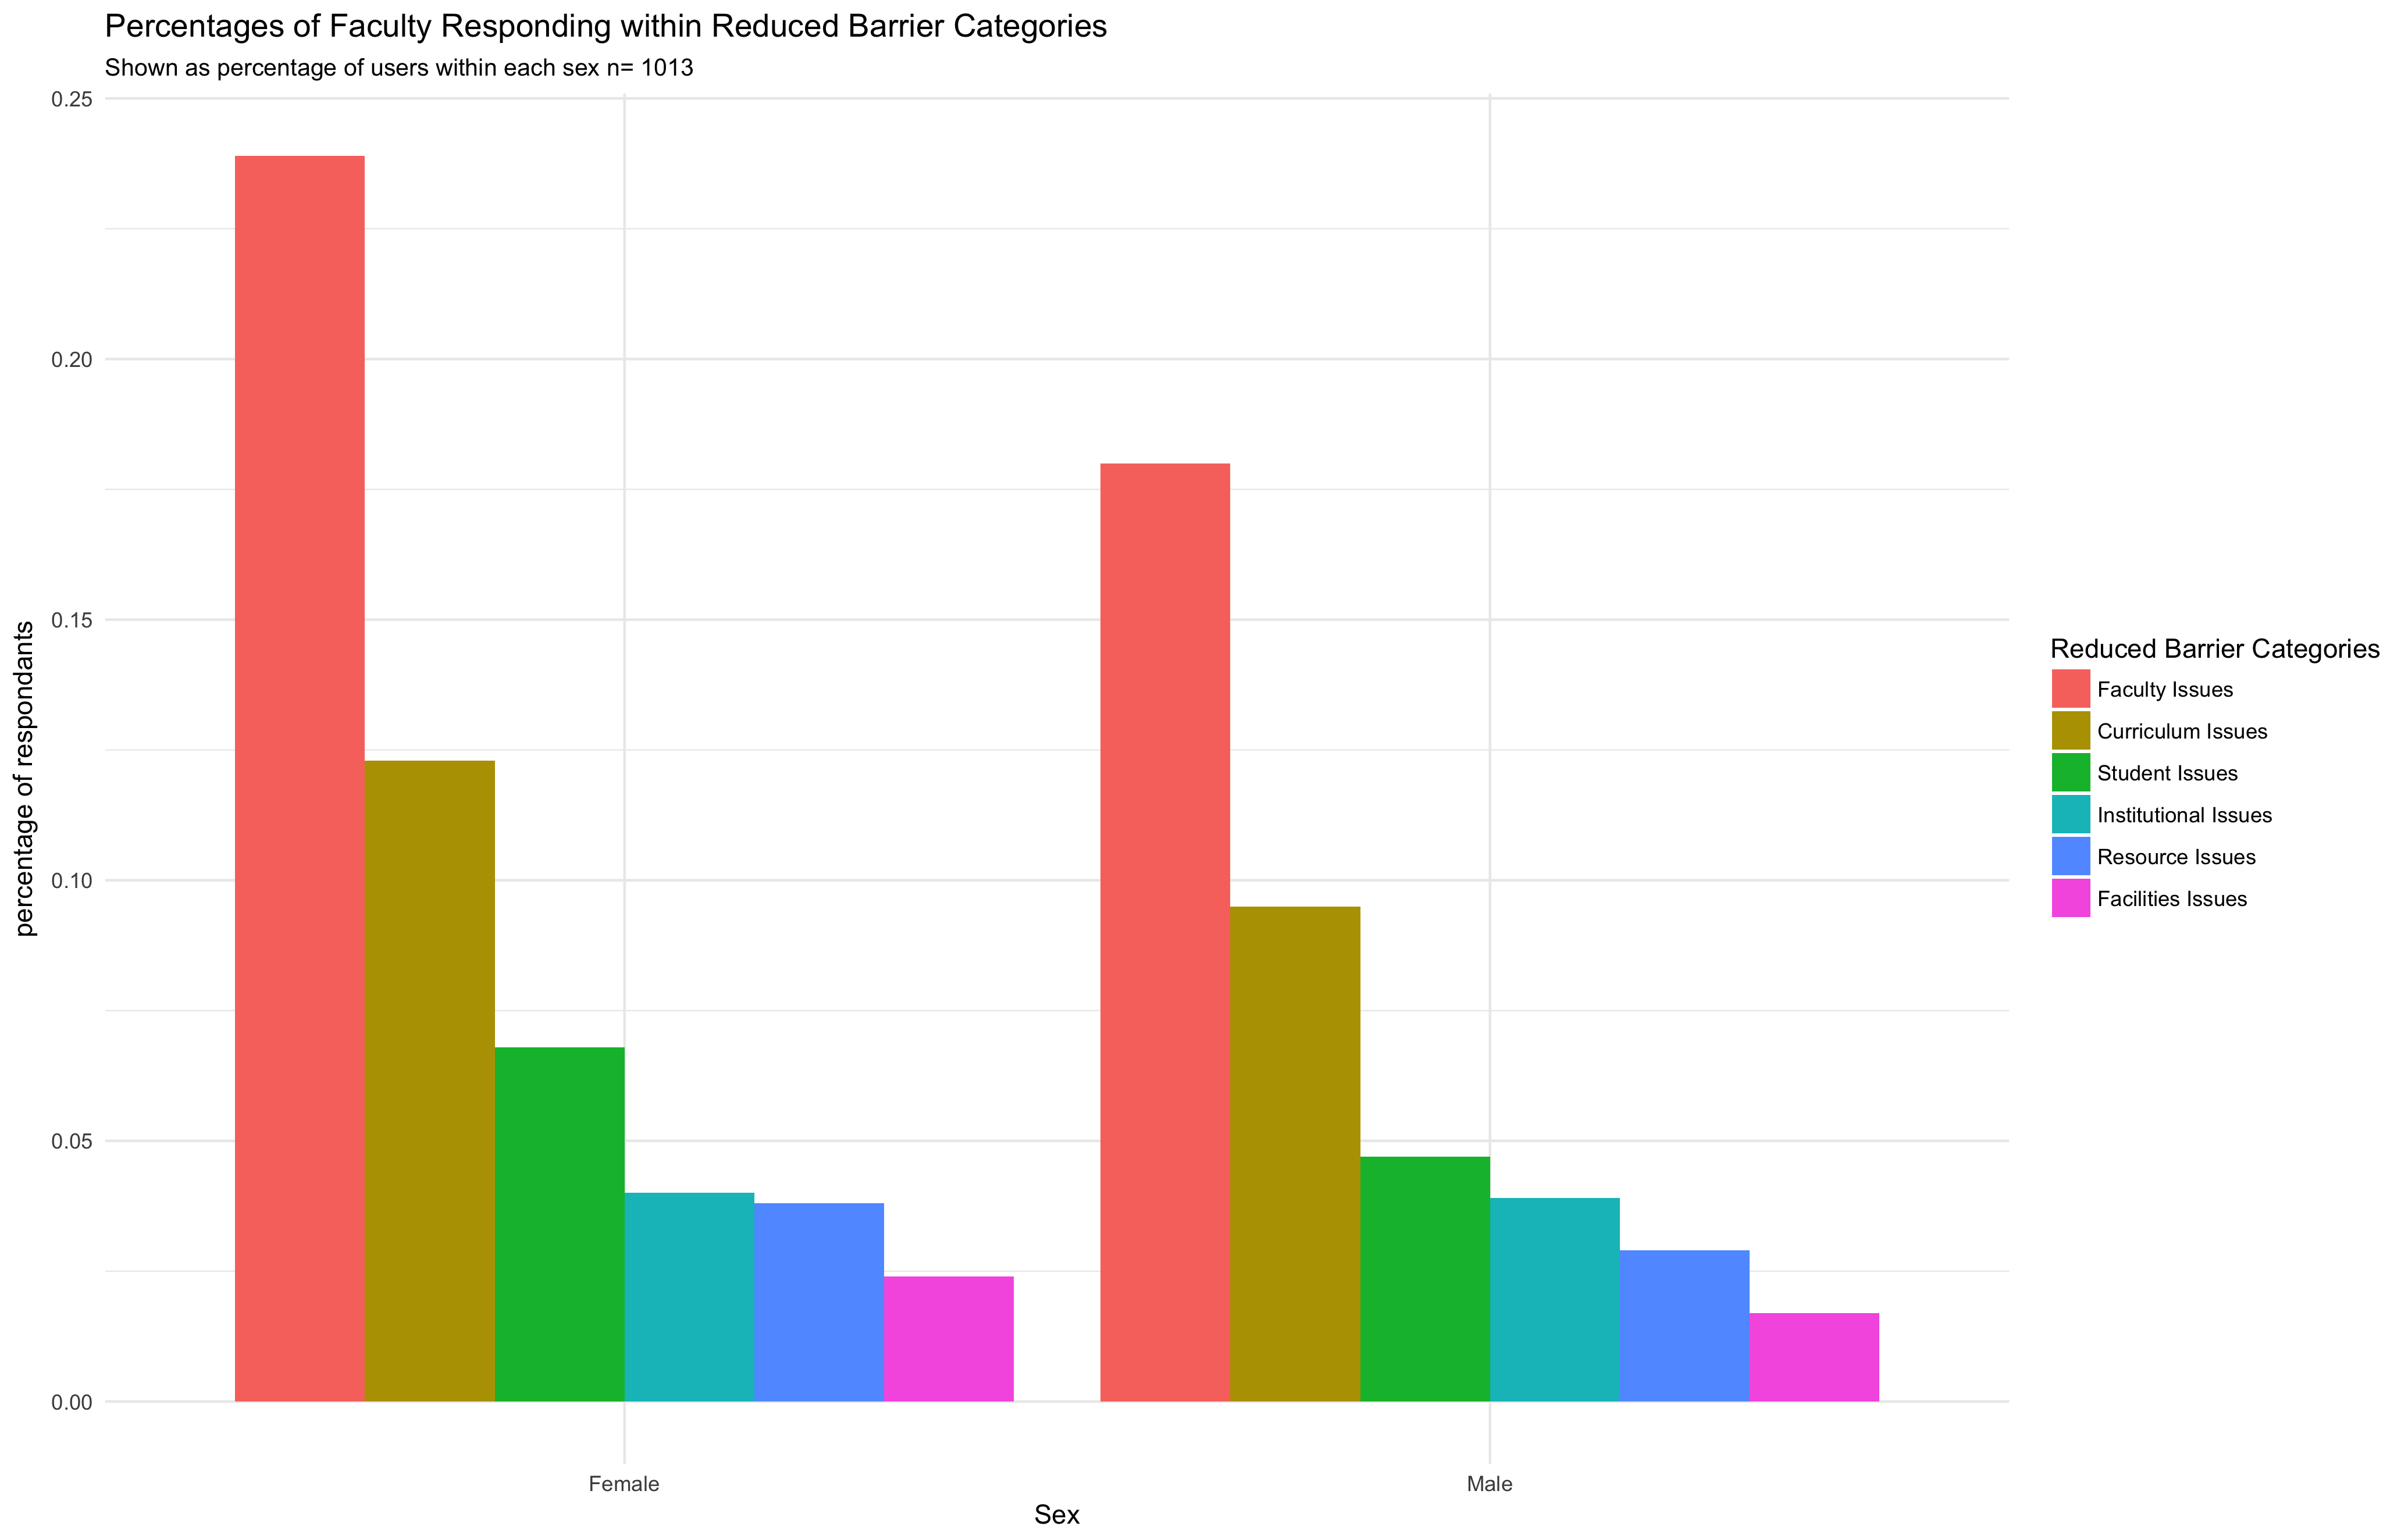 Percentages of Faculty Responding within Reduced Barrier Categories
Shown as percentage of users within each sex n= 1013
0.25
0.20
0.15
0.10
0.05
0.00
percentage of respondants
Female
Male
Sex
Reduced Barrier Categories
Faculty Issues
Curriculum Issues
Student Issues
Institutional Issues
Resource Issues
Facilities Issues